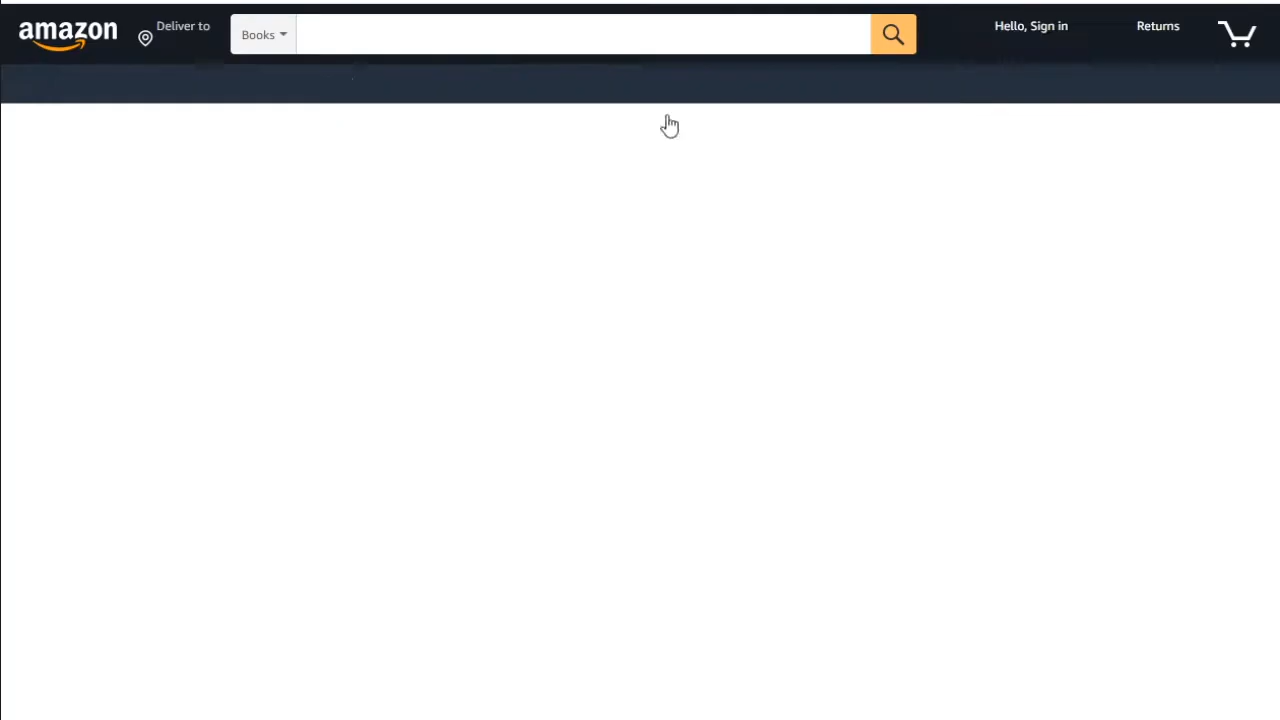 amazon
Deliver to
Books
Hello, Sign in
Returns